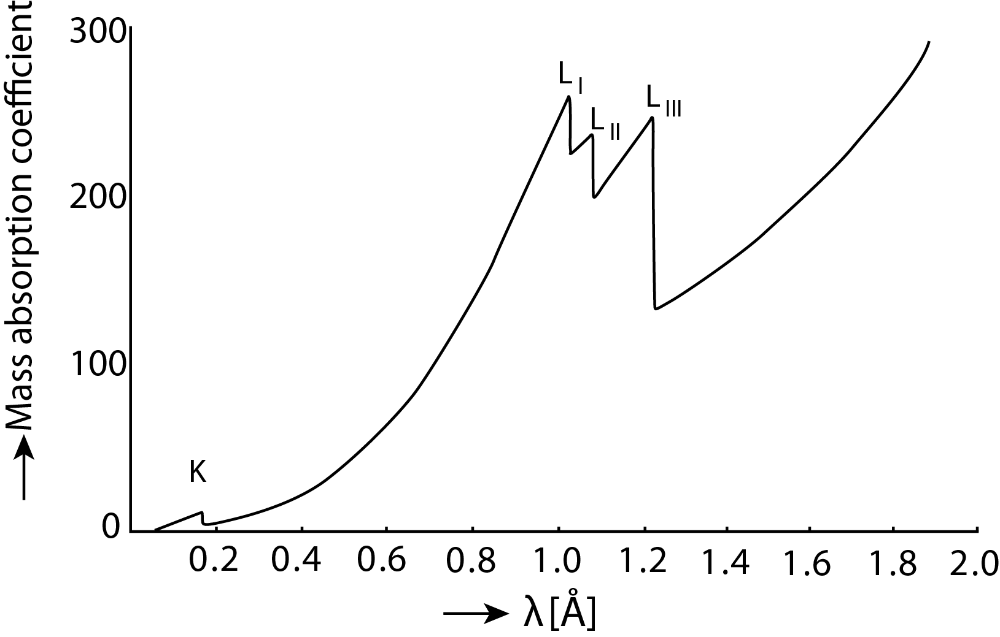 Mass absorption coefficient
300
200
100
0
K
L I
L II
L III
0.2 0.4 0.6 0.8 1.0 1.2 1.4 1.6 1.8 2.0
λ [Å]